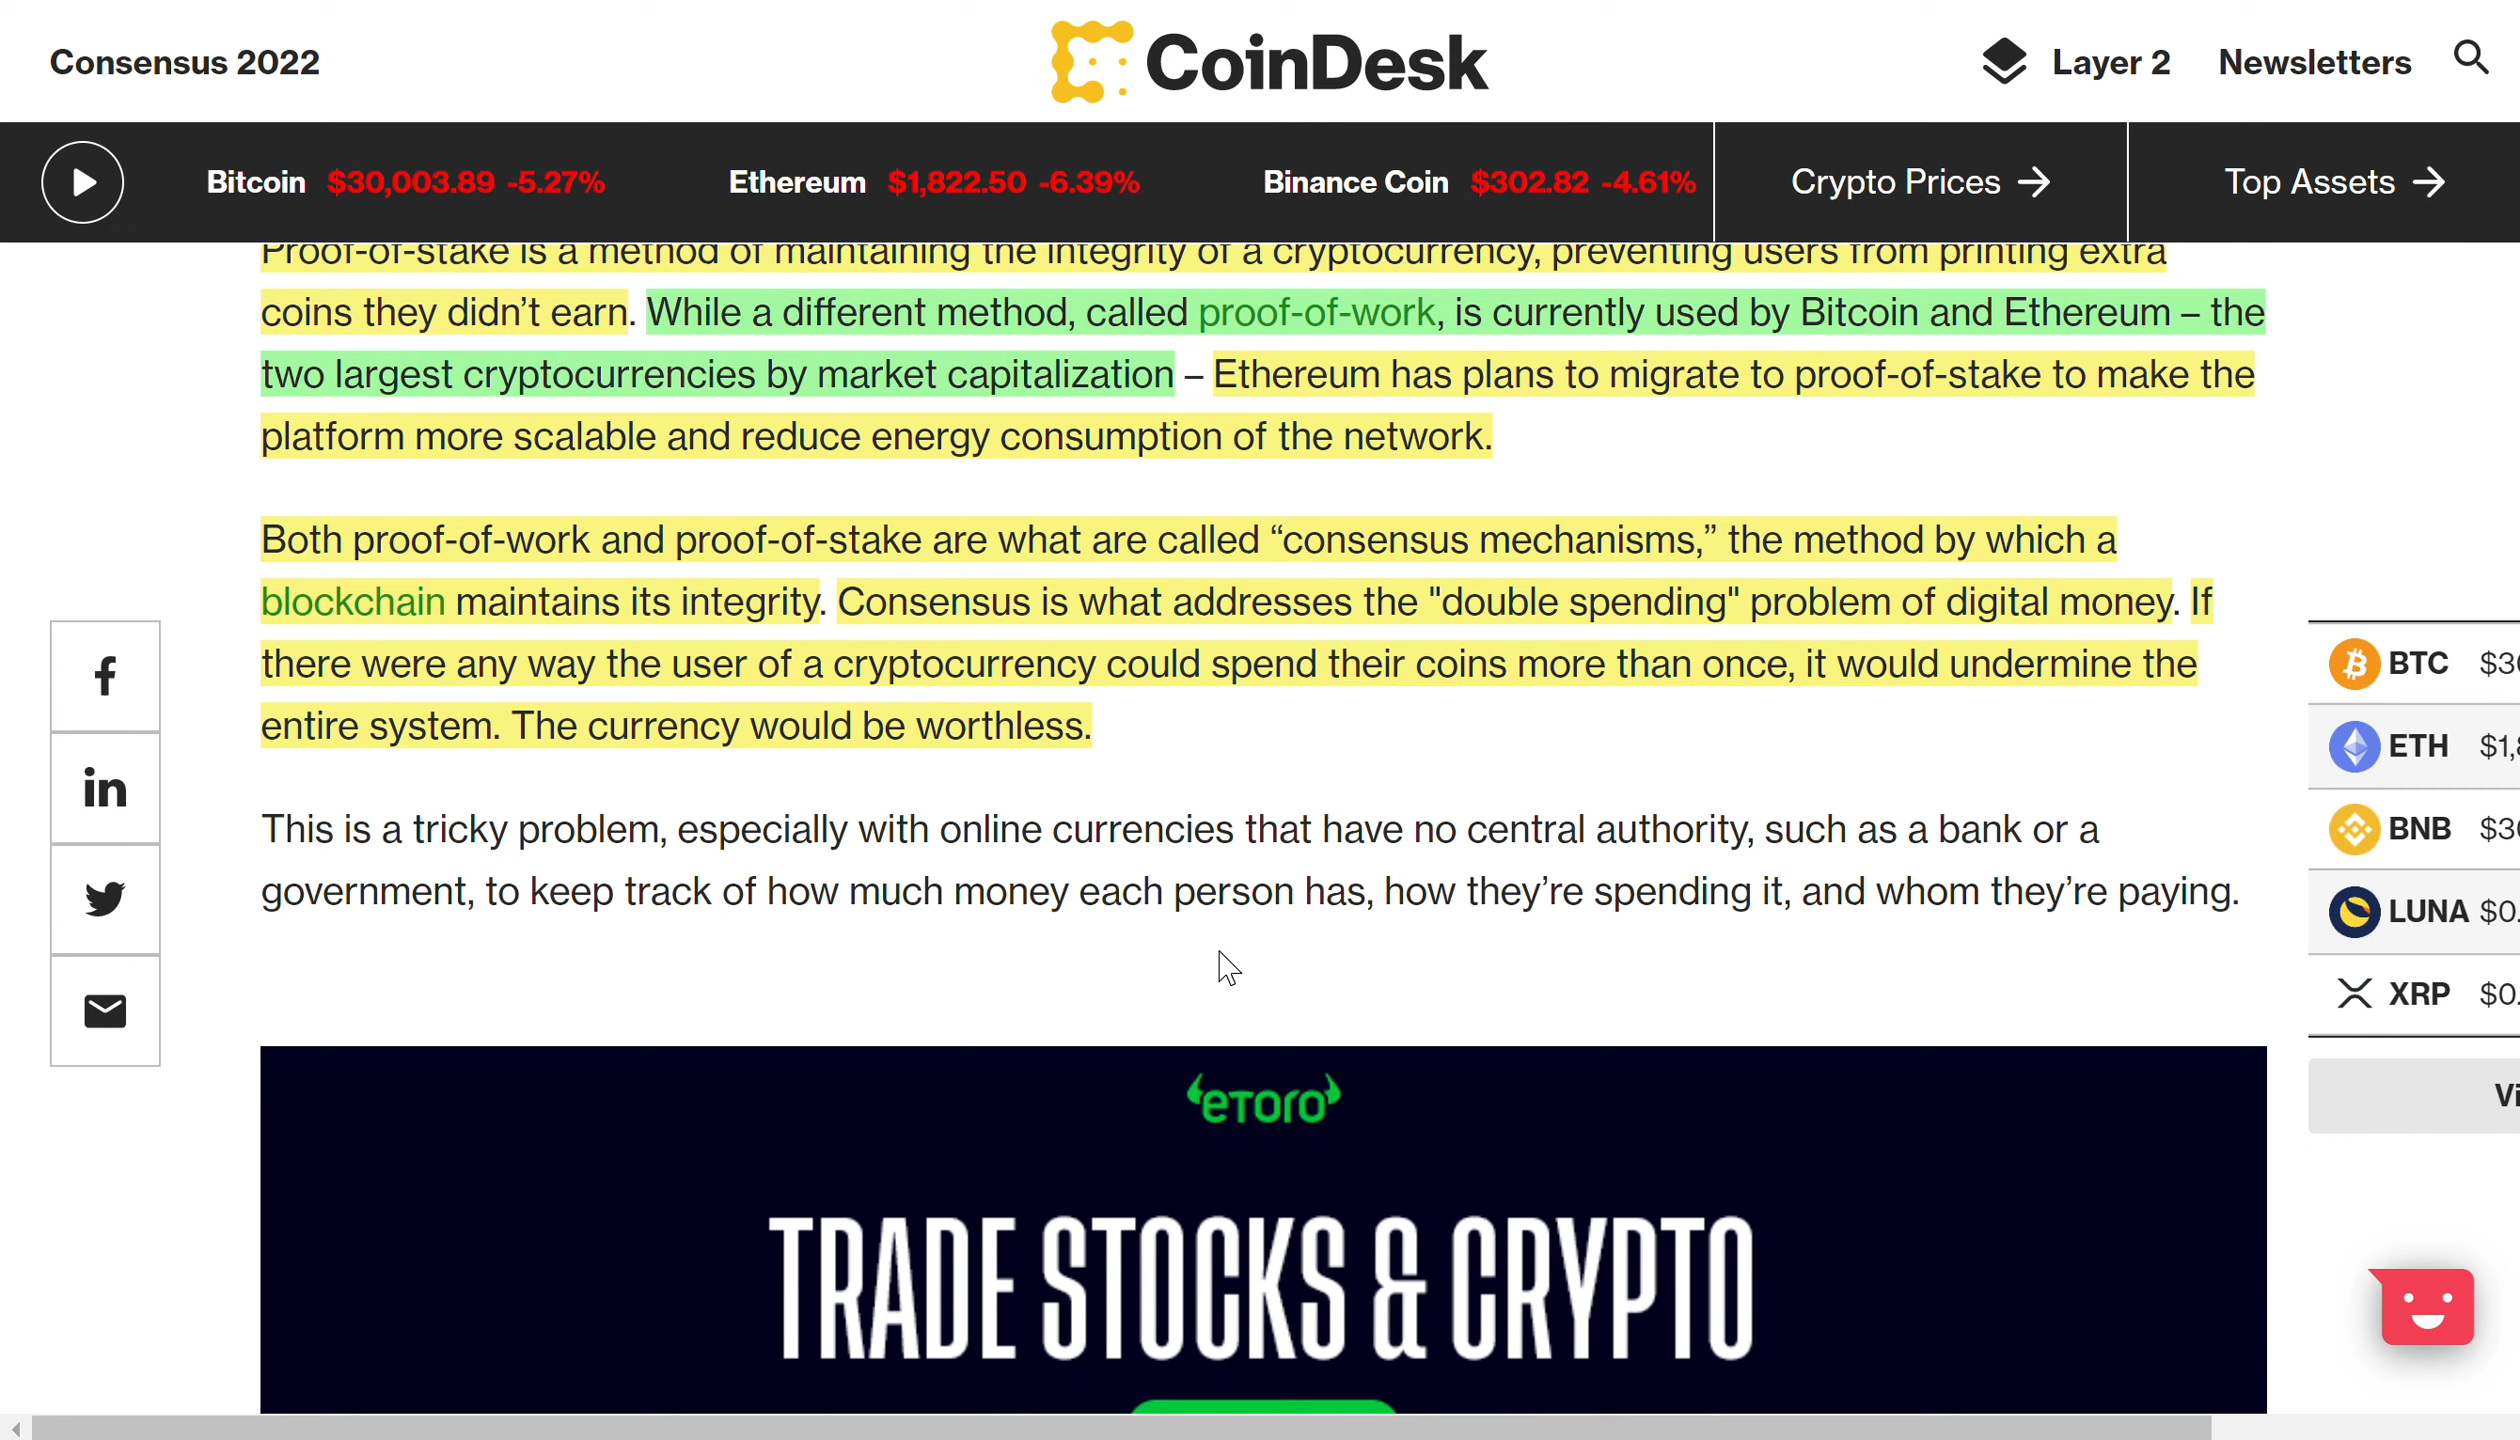 Consensus 2022
CoinDesk
Layer 2
Newsletters
Bitcoin $30,003.89 -5.27%
Ethereum $1,822.50 -6.39%
Binance Coin $302.82 -4.61%
Crypto Prices →
Top Assets →
Proof-of-stake is a method of maintaining the integrity of a cryptocurrency, preventing users from printing extra
coins they didn’t earn. While a different method, called proof-of-work, is currently used by Bitcoin and Ethereum – the
two largest cryptocurrencies by market capitalization – Ethereum has plans to migrate to proof-of-stake to make the
platform more scalable and reduce energy consumption of the network.
Both proof-of-work and proof-of-stake are what are called “consensus mechanisms,” the method by which a
blockchain maintains its integrity. Consensus is what addresses the "double spending" problem of digital money. If
there were any way the user of a cryptocurrency could spend their coins more than once, it would undermine the
entire system. The currency would be worthless.
This is a tricky problem, especially with online currencies that have no central authority, such as a bank or a
government, to keep track of how much money each person has, how they’re spending it, and whom they’re paying.
BTC $30
ETH $1,8
BNB $30
LUNA $0.
XRP $0.
Vi
etoro
TRADE STOCKS & CRYPTO